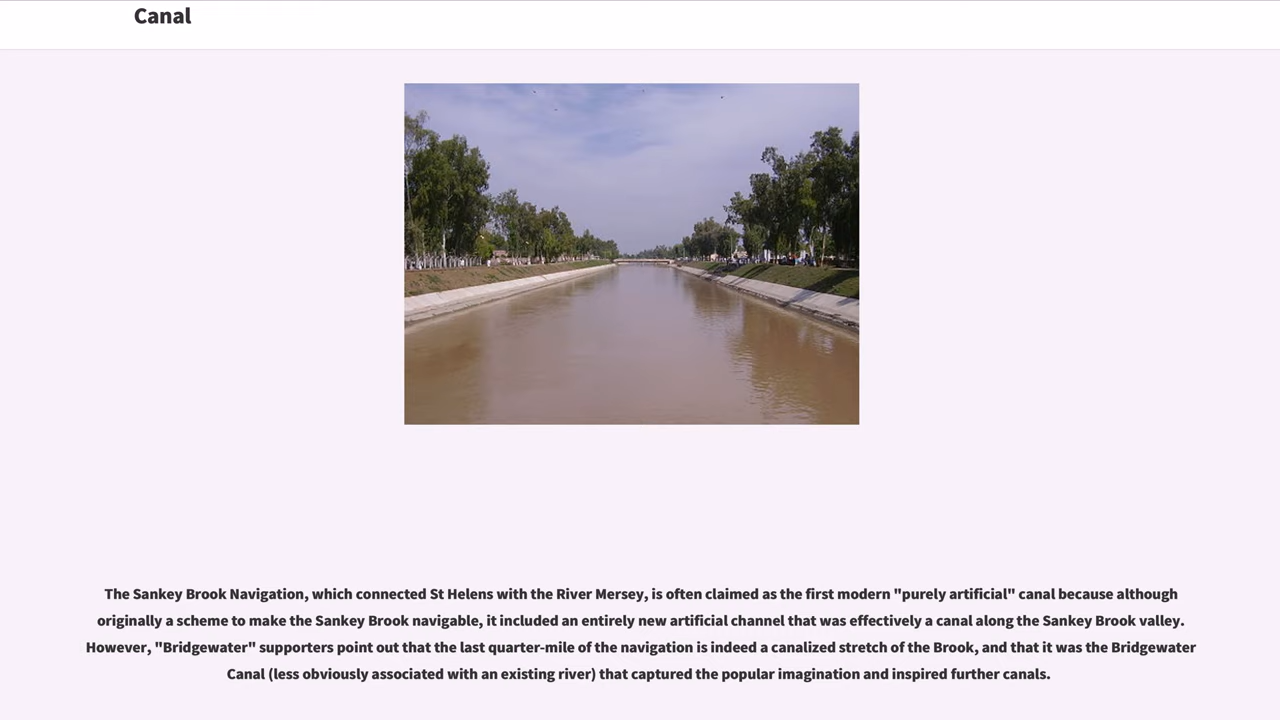 Canal
The Sankey Brook Navigation, which connected St Helens with the River Mersey, is often claimed as the first modern "purely artificial" canal because although
originally a scheme to make the Sankey Brook navigable, it included an entirely new artificial channel that was effectively a canal along the Sankey Brook valley.
However, "Bridgewater" supporters point out that the last quarter-mile of the navigation is indeed a canalized stretch of the Brook, and that it was the Bridgewater
Canal (less obviously associated with an existing river) that captured the popular imagination and inspired further canals.